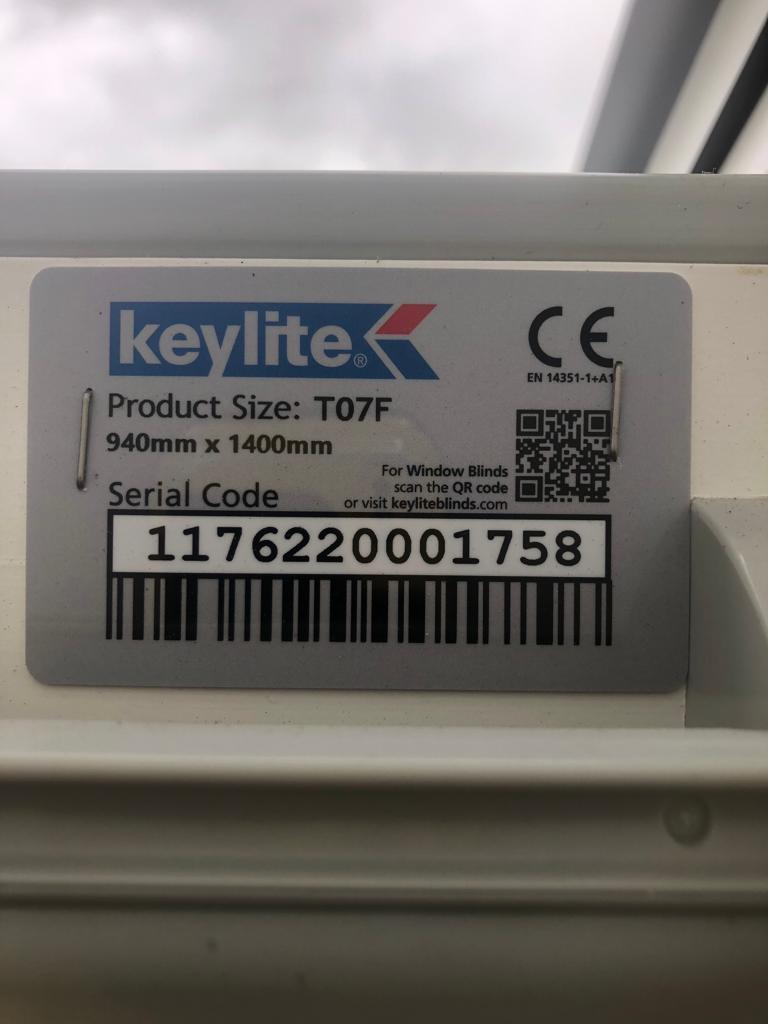 keylite®
CE
EN 14351-1+A1
Product Size: T07F
940mm x 1400mm
For Window Blinds
scan the QR code
or visit keyliteblinds.com
Serial Code
1176220001758